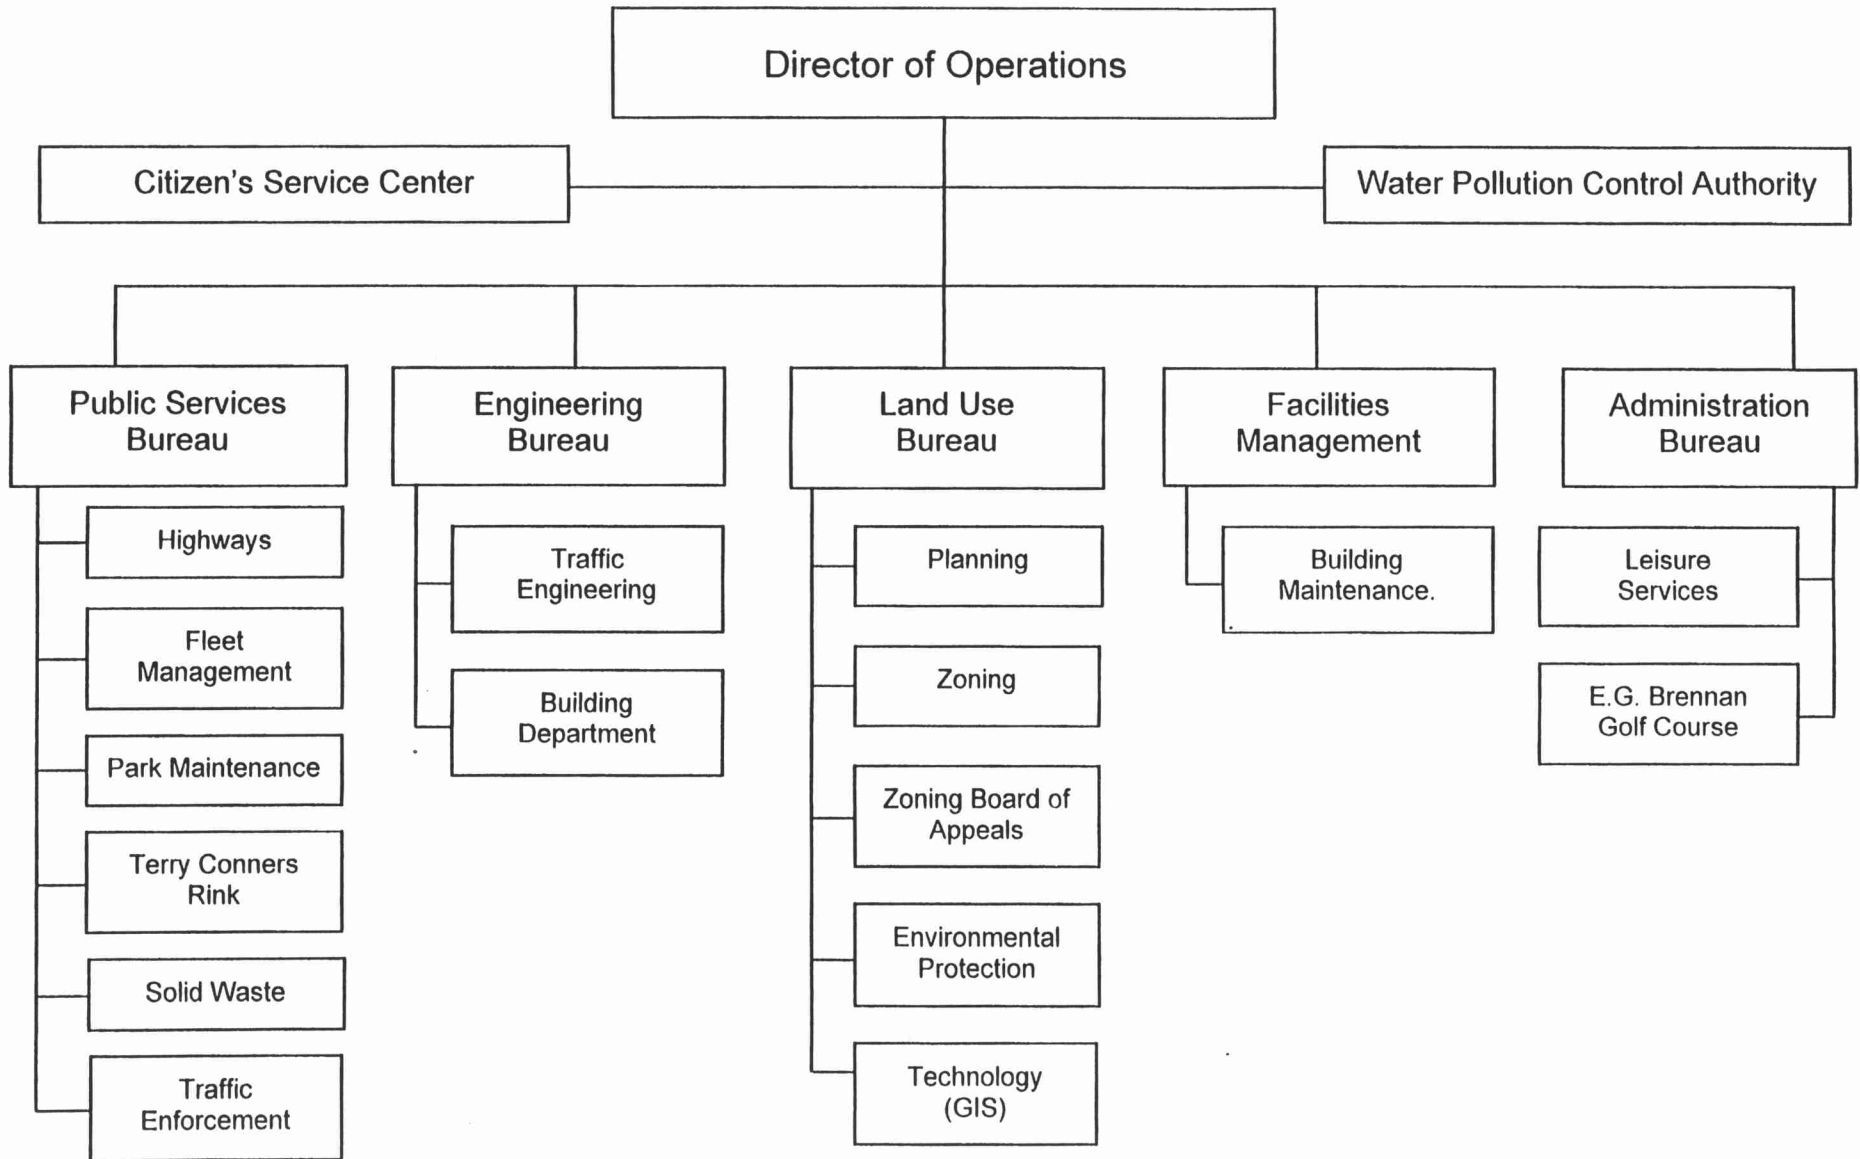 Director of Operations
Citizen's Service Center
Water Pollution Control Authority
Public Services
Bureau
Engineering
Bureau
Land Use
Bureau
Facilities
Management
Administration
Bureau
Highways
Fleet
Management
Park Maintenance
Terry Conners
Rink
Solid Waste
Traffic
Enforcement
Traffic
Engineering
Building
Department
Planning
Zoning
Zoning Board of
Appeals
Environmental
Protection
Technology
(GIS)
Building
Maintenance.
Leisure
Services
E.G. Brennan
Golf Course